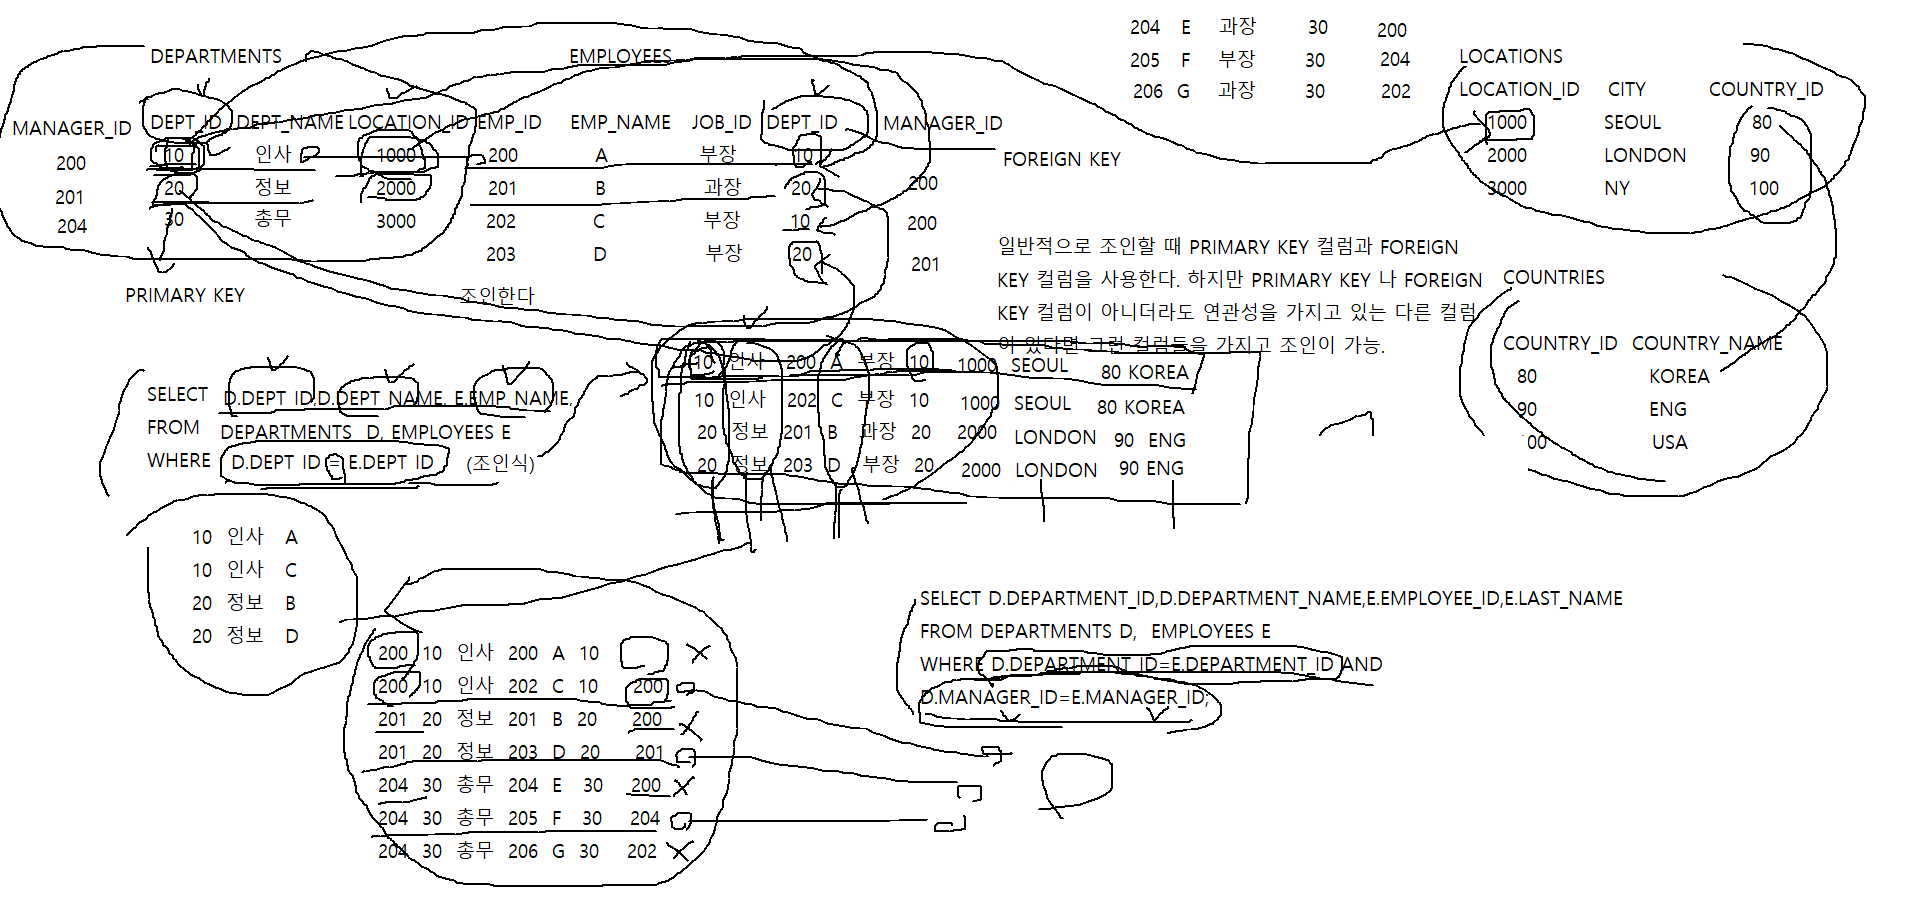 204 E 과장 30 200
205 F 부장 30 204
206 G 과장 30 202
DEPARTMENTS
MANAGER_ID DEPT_ID DEPT_NAME LOCATION_ID
200 10 인사 1000
201 20 정보 2000
204 30 총무 3000
PRIMARY KEY
EMPLOYEES
EMP_ID EMP_NAME JOB_ID DEPT_ID MANAGER_ID
200 A 부장 10
201 B 과장 20 200
202 C 부장 10 200
203 D 부장 20 201
FOREIGN KEY
조인한다
LOCATIONS
LOCATION_ID CITY COUNTRY_ID
1000 SEOUL 80
2000 LONDON 90
3000 NY 100
일반적으로 조인할 때 PRIMARY KEY 컬럼과 FOREIGN
KEY 컬럼을 사용한다. 하지만 PRIMARY KEY 나 FOREIGN
KEY 컬럼이 아니더라도 연관성을 가지고 있는 다른 컬럼
이 있다면 그런 컬럼들을 가지고 조인이 가능.
COUNTRIES
COUNTRY_ID COUNTRY_NAME
80 KOREA
90 ENG
00 USA
SELECT D.DEPT_ID,D.DEPT_NAME, E.EMP_NAME,
FROM DEPARTMENTS D, EMPLOYEES E
WHERE D.DEPT_ID = E.DEPT_ID (조인식)
10 인사 200 A 부장 10 1000 SEOUL 80 KOREA
10 인사 202 C 부장 10 1000 SEOUL 80 KOREA
20 정보 201 B 과장 20 2000 LONDON 90 ENG
20 정보 203 D 부장 20 2000 LONDON 90 ENG
10 인사 A
10 인사 C
20 정보 B
20 정보 D
200 10 인사 200 A 10
200 10 인사 202 C 10 200
201 20 정보 201 B 20 200
201 20 정보 203 D 20 201
204 30 총무 204 E 30 200
204 30 총무 205 F 30 204
204 30 총무 206 G 30 202
SELECT D.DEPARTMENT_ID,D.DEPARTMENT_NAME,E.EMPLOYEE_ID,E.LAST_NAME
FROM DEPARTMENTS D, EMPLOYEES E
WHERE D.DEPARTMENT_ID=E.DEPARTMENT_ID AND
D.MANAGER_ID=E.MANAGER_ID;